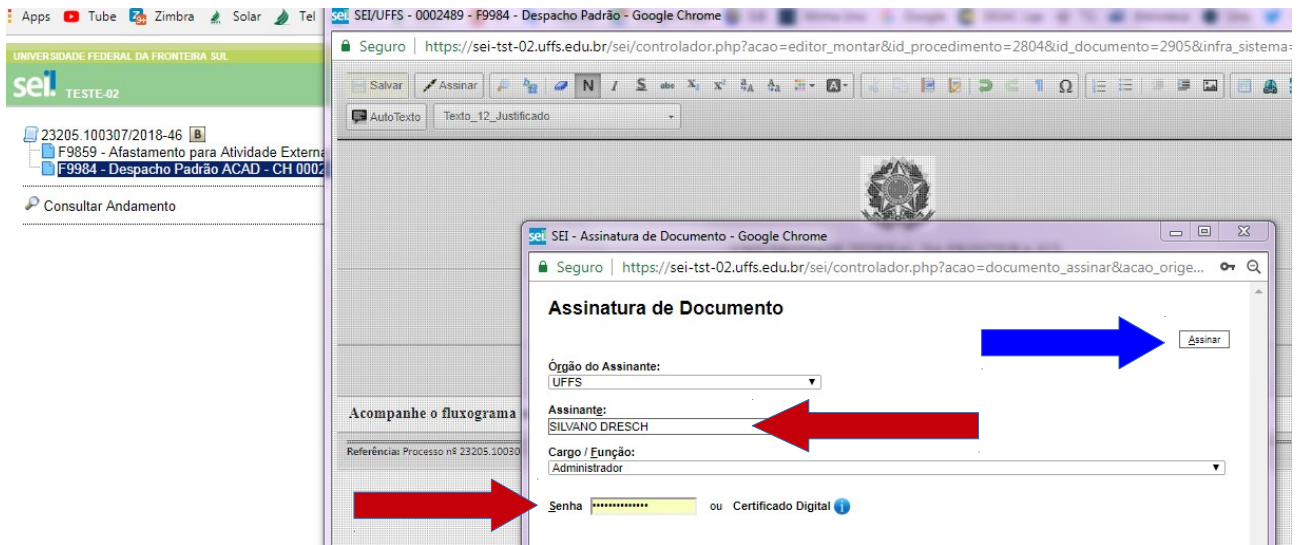 Apps Tube Zimbra Solar Tel
UNIVERSIDADE FEDERAL DA FRONTEIRA SUL
sei! TESTE-02
23205.100307/2018-46 B
F9859 - Afastamento para Atividade Externa
F9984 - Despacho Padrão ACAD - CH 0002
Consultar Andamento
sei! SEI/UFFS - 0002489 - F9984 - Despacho Padrão - Google Chrome
Seguro | https://sei-tst-02.uffs.edu.br/sei/controlador.php?acao=editor_montar&id_procedimento=2804&id_documento=2905&infra_sistema=
Salvar Assinar N I S abc X₂ X² Ω
AutoTexto Texto_12_Justificado
sei! SEI - Assinatura de Documento - Google Chrome
Seguro | https://sei-tst-02.uffs.edu.br/sei/controlador.php?acao=documento_assinar&acao_orige...
Assinatura de Documento
Assinar
Órgão do Assinante:
UFFS
Assinante:
SILVANO DRESCH
Cargo / Função:
Administrador
Senha •••••••••••••• ou Certificado Digital i
Acompanhe o fluxograma
Referência: Processo nº 23205.10030